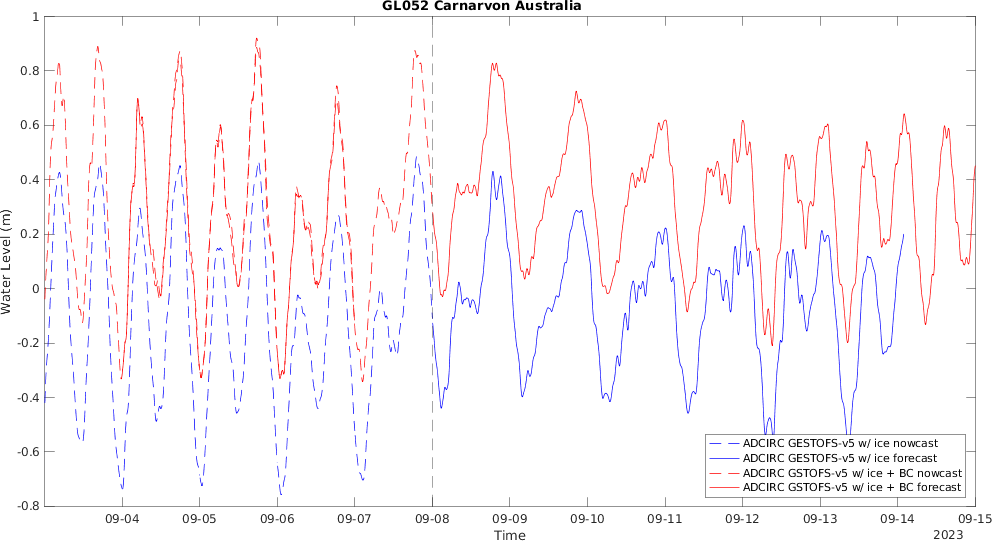 GL052 Carnarvon Australia
1
0.8
0.6
0.4
0.2
0
-0.2
-0.4
-0.6
-0.8
Water Level (m)
ADCIRC GESTOFS-v5 w/ ice nowcast
ADCIRC GESTOFS-v5 w/ ice forecast
ADCIRC GSTOFS-v5 w/ ice + BC nowcast
ADCIRC GSTOFS-v5 w/ ice + BC forecast
09-04 09-05 09-06 09-07 09-08 09-09 09-10 09-11 09-12 09-13 09-14 09-15
Time
2023